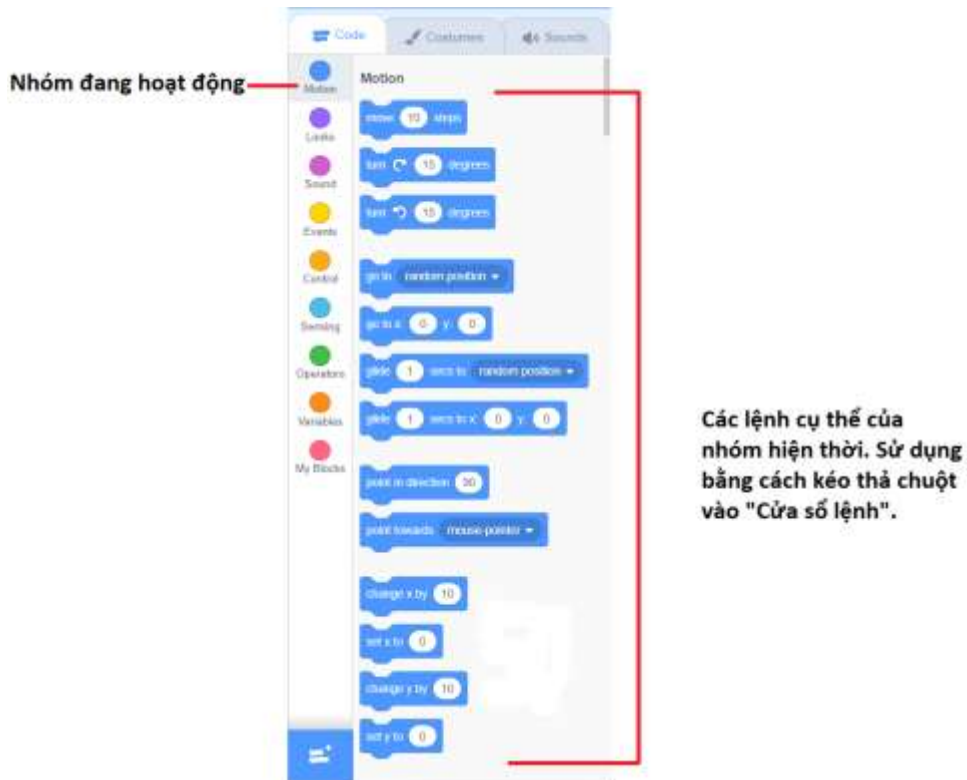 Code
Costumes
Sounds
Nhóm đang hoạt động
Motion
Looks
Sound
Events
Control
Sensing
Operators
Variables
My Blocks
Motion
move 10 steps
turn 15 degrees
turn 15 degrees
go to random position
go to x: 0 y: 0
glide 1 secs to random position
glide 1 secs to x: 0 y: 0
point in direction 90
point towards mouse-pointer
change x by 10
set x to 0
change y by 10
set y to 0
Các lệnh cụ thể của
nhóm hiện thời. Sử dụng
bằng cách kéo thả chuột
vào "Cửa sổ lệnh".